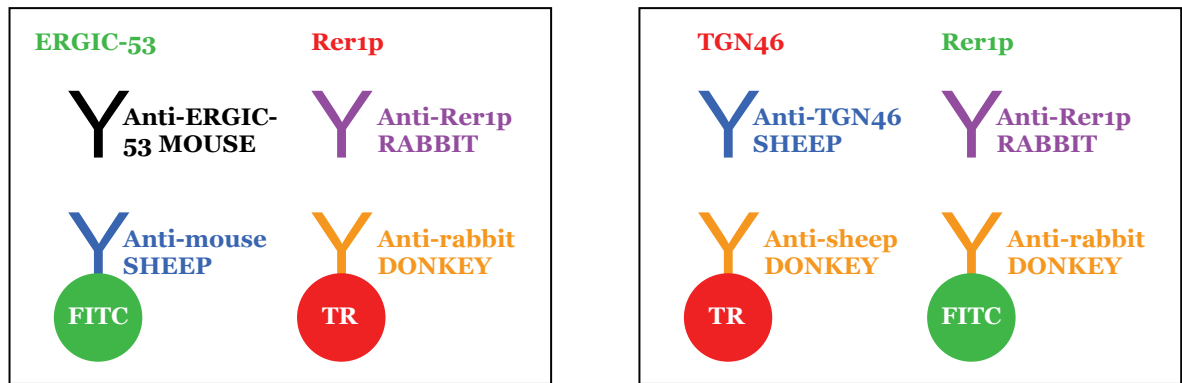 ERGIC-53
Rer1p
Anti-ERGIC-
53 MOUSE
Anti-Rer1p
RABBIT
Anti-mouse
SHEEP
Anti-rabbit
DONKEY
FITC
TR
TGN46
Rer1p
Anti-TGN46
SHEEP
Anti-Rer1p
RABBIT
Anti-sheep
DONKEY
Anti-rabbit
DONKEY
TR
FITC